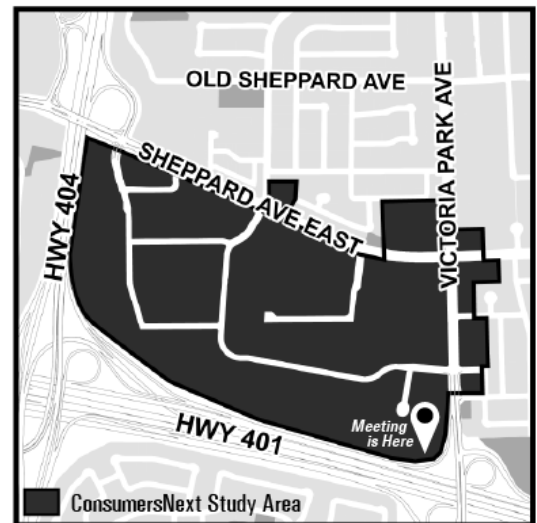 OLD SHEPPARD AVE
VICTORIA PARK AVE
SHEPPARD AVE EAST
HWY 404
HWY 401
Meeting
is Here
ConsumersNext Study Area